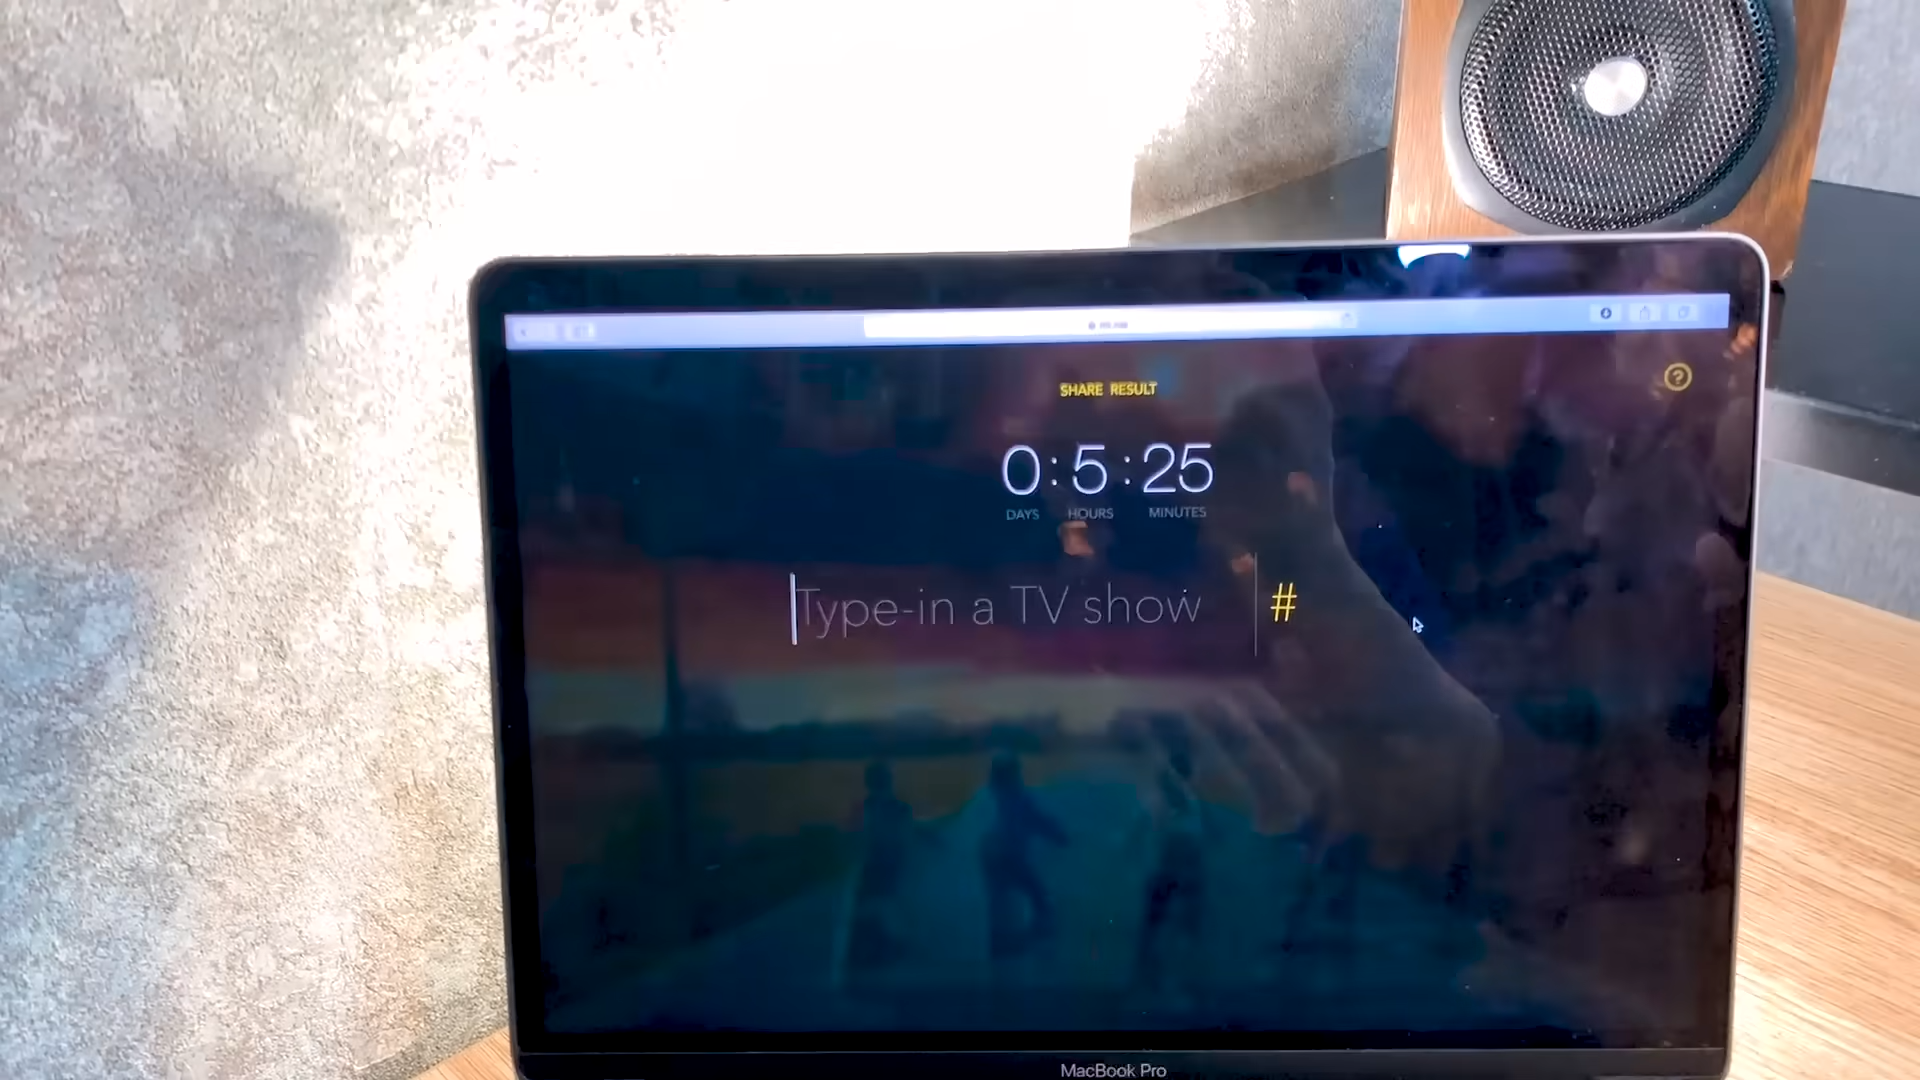 SHARE RESULT
?
0 : 5 : 25
DAYS HOURS MINUTES
Type-in a TV show #
MacBook Pro